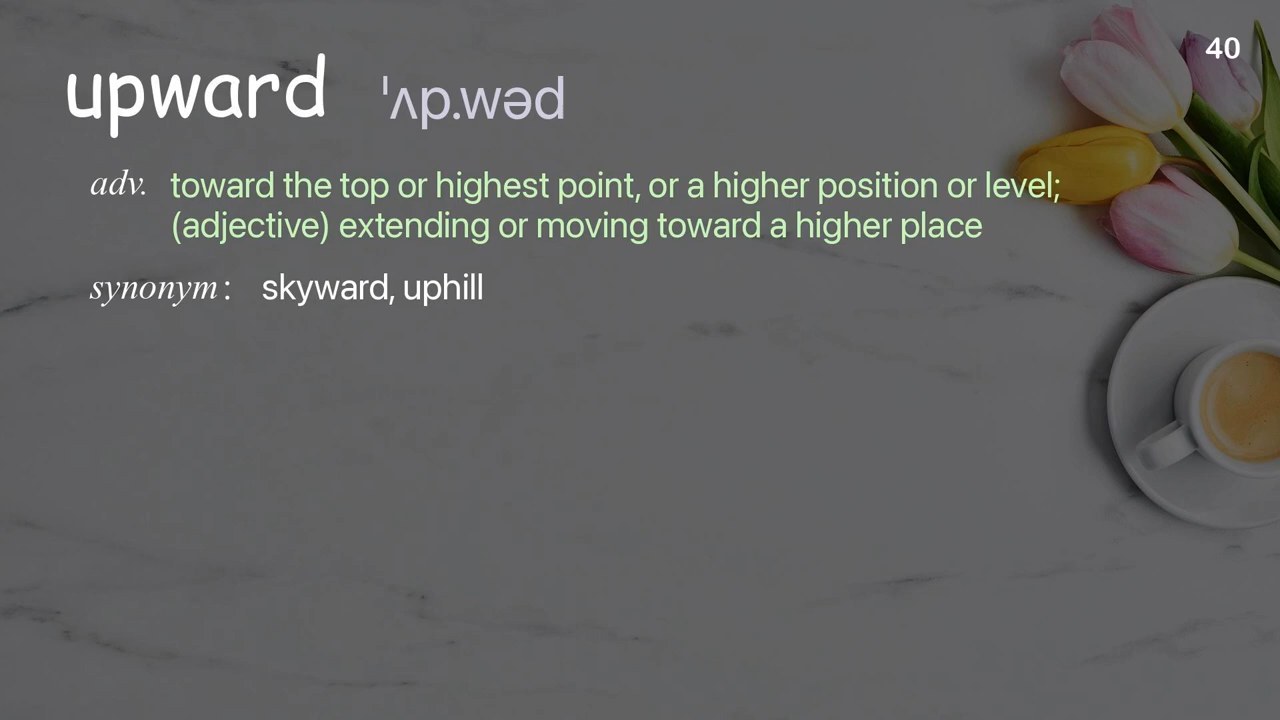 40
upward ˈʌp.wəd
adv. toward the top or highest point, or a higher position or level;
(adjective) extending or moving toward a higher place
synonym : skyward, uphill